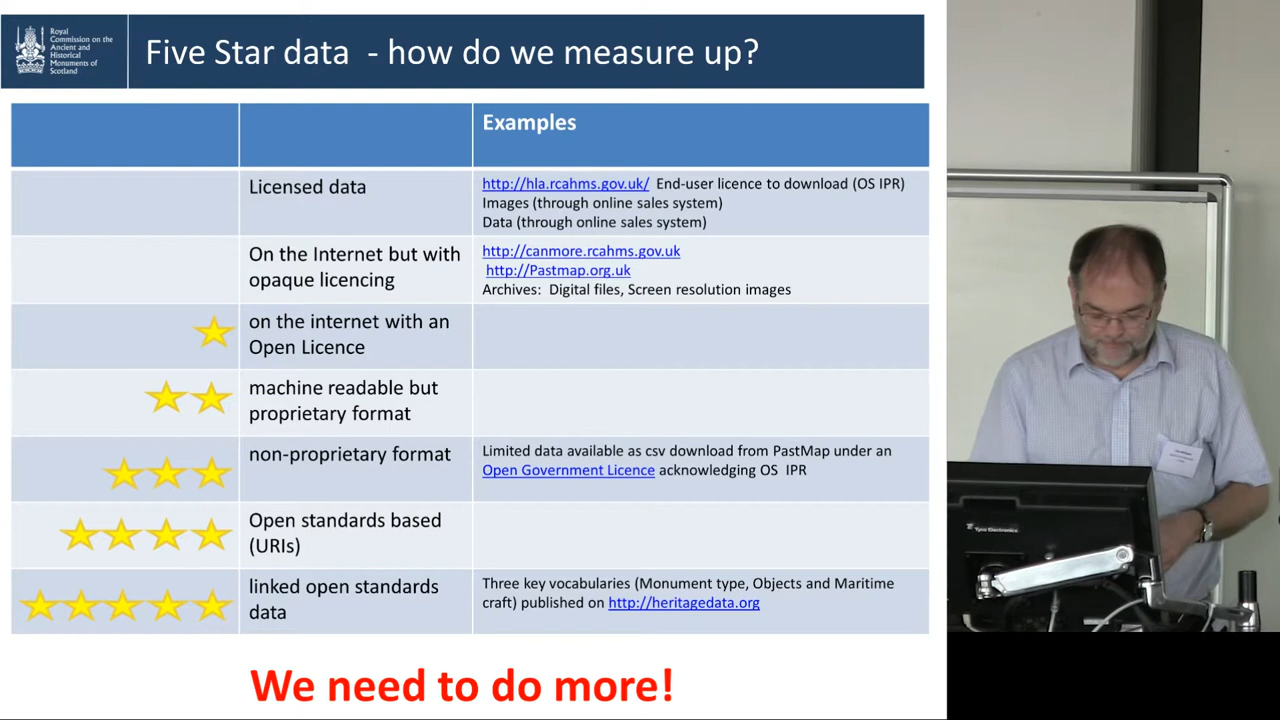 Royal
Commission on the
Ancient and
Historical
Monuments of
Scotland
Five Star data - how do we measure up?
Examples
Licensed data
http://hla.rcahms.gov.uk/ End-user licence to download (OS IPR)
Images (through online sales system)
Data (through online sales system)
On the Internet but with
opaque licencing
http://canmore.rcahms.gov.uk
http://Pastmap.org.uk
Archives: Digital files, Screen resolution images
on the internet with an
Open Licence
machine readable but
proprietary format
non-proprietary format
Limited data available as csv download from PastMap under an
Open Government Licence acknowledging OS IPR
Open standards based
(URIs)
linked open standards
data
Three key vocabularies (Monument type, Objects and Maritime
craft) published on http://heritagedata.org
We need to do more!
Tyco Electronics